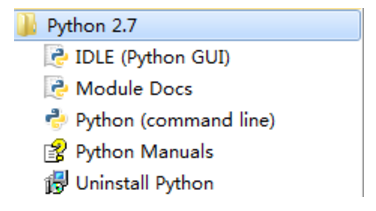 Python 2.7
IDLE (Python GUI)
Module Docs
Python (command line)
Python Manuals
Uninstall Python